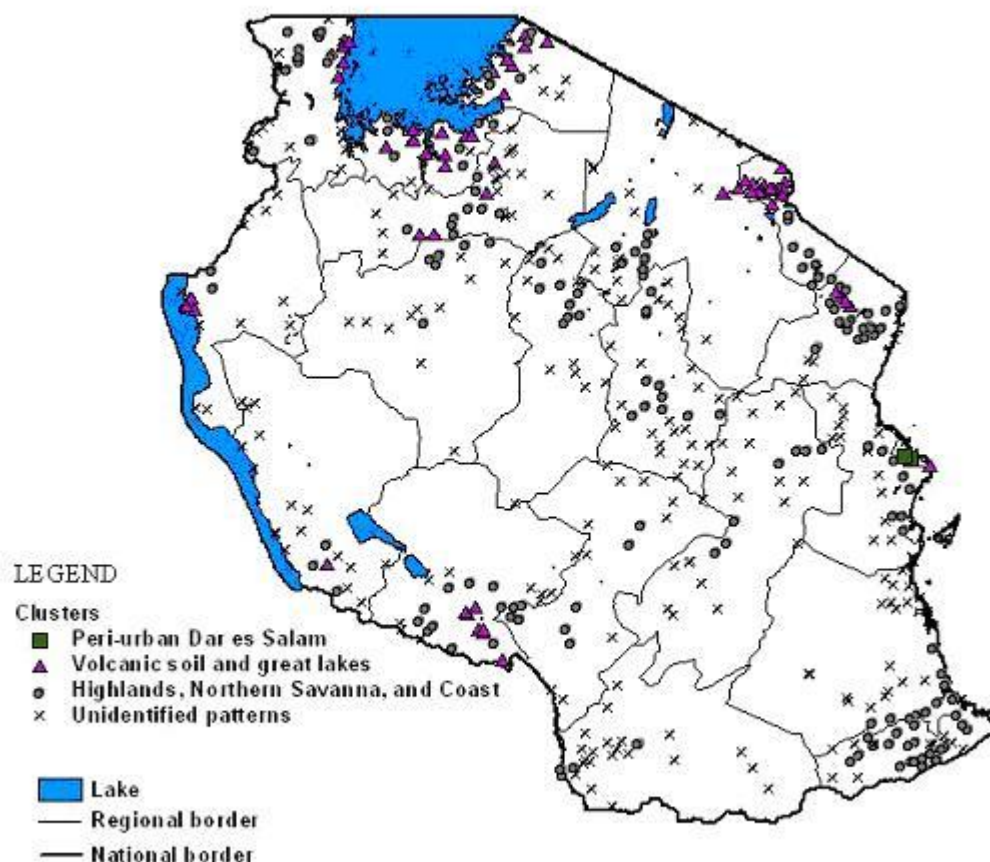 LEGEND
Clusters
Peri-urban Dar es Salam
Volcanic soil and great lakes
Highlands, Northern Savanna, and Coast
Unidentified patterns
Lake
Regional border
National border